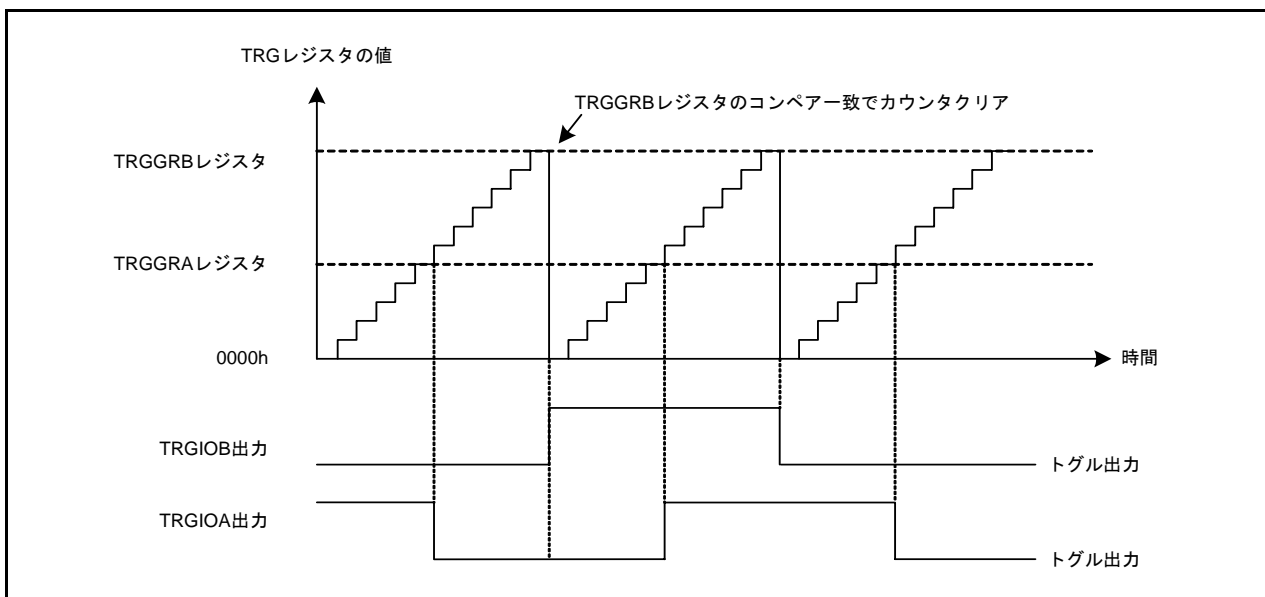 TRGレジスタの値
TRGGRBレジスタのコンペアー致でカウンタクリア
TRGGRBレジスタ
TRGGRAレジスタ
0000h
時間
TRGIOB出力
トグル出力
TRGIOA出力
トグル出力